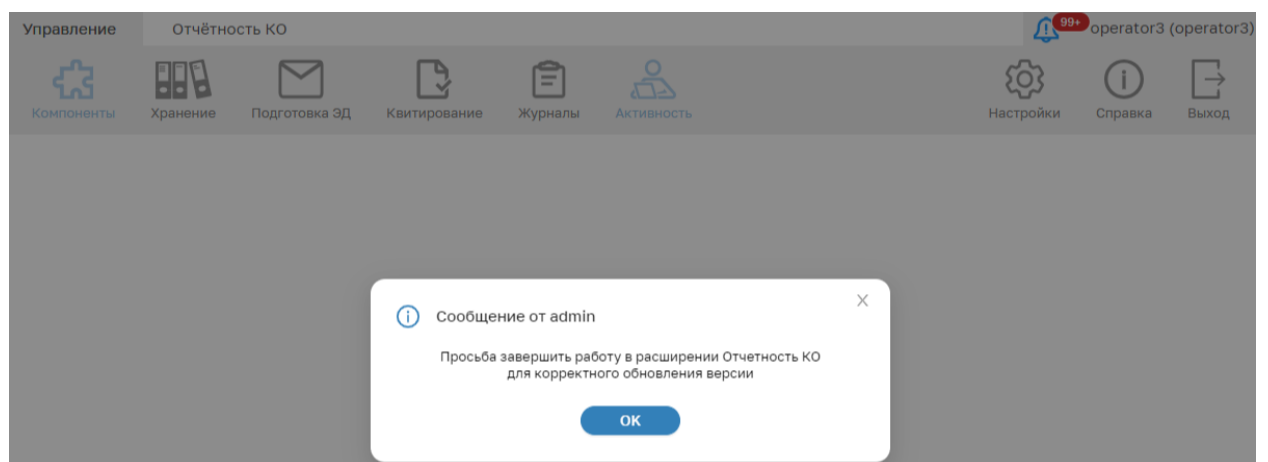 Управление Отчётность КО 99+ operator3 (operator3)
Компоненты Хранение Подготовка ЭД Квитирование Журналы Активность Настройки Справка Выход
Сообщение от admin
Просьба завершить работу в расширении Отчетность КО
для корректного обновления версии
ОК